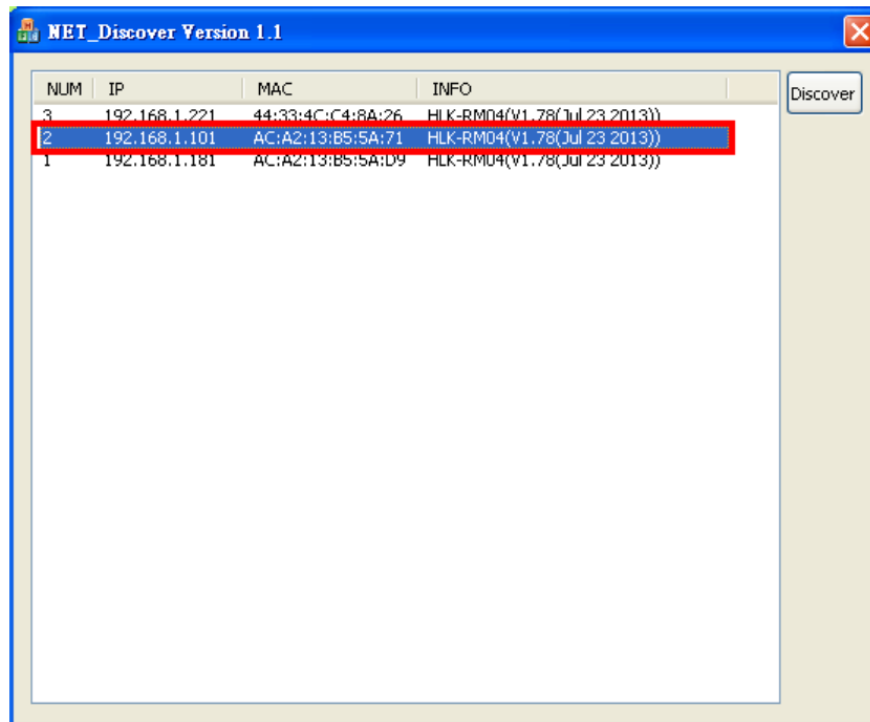 NET_Discover Version 1.1
NUM IP MAC INFO
Discover
3 192.168.1.221 44:33:4C:C4:8A:26 HLK-RM04(V1.78(Jul 23 2013))
2 192.168.1.101 AC:A2:13:B5:5A:71 HLK-RM04(V1.78(Jul 23 2013))
1 192.168.1.181 AC:A2:13:B5:5A:D9 HLK-RM04(V1.78(Jul 23 2013))